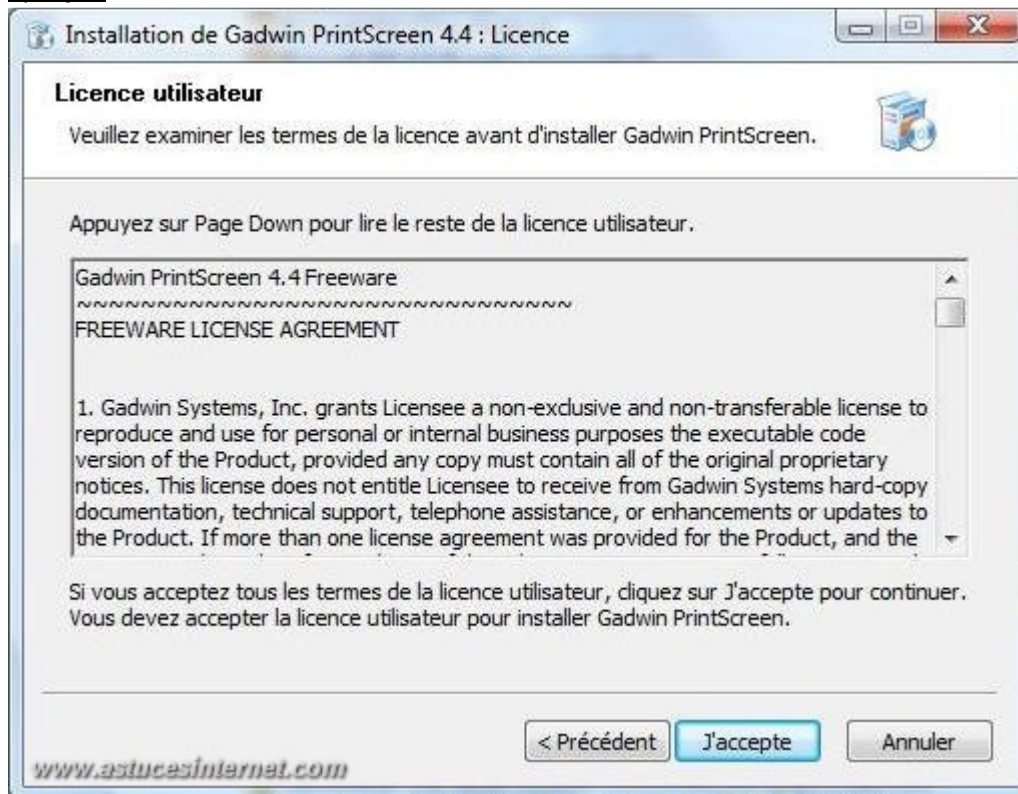 Installation de Gadwin PrintScreen 4.4 : Licence
Licence utilisateur
Veuillez examiner les termes de la licence avant d'installer Gadwin PrintScreen.
Appuyez sur Page Down pour lire le reste de la licence utilisateur.
Gadwin PrintScreen 4.4 Freeware
~~~~~~~~~~~~~~~~~~~~~~~~~~~~~~~
FREEWARE LICENSE AGREEMENT
1. Gadwin Systems, Inc. grants Licensee a non-exclusive and non-transferable license to
reproduce and use for personal or internal business purposes the executable code
version of the Product, provided any copy must contain all of the original proprietary
notices. This license does not entitle Licensee to receive from Gadwin Systems hard-copy
documentation, technical support, telephone assistance, or enhancements or updates to
the Product. If more than one license agreement was provided for the Product, and the
Si vous acceptez tous les termes de la licence utilisateur, cliquez sur J'accepte pour continuer.
Vous devez accepter la licence utilisateur pour installer Gadwin PrintScreen.
< Précédent J'accepte Annuler
www.astucesinternet.com